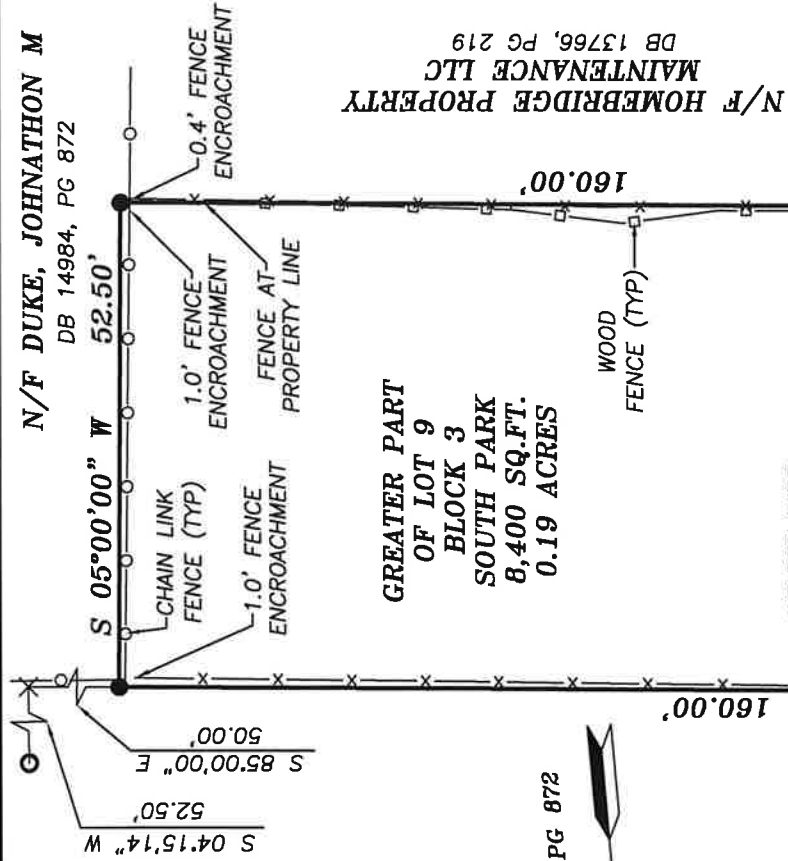 N/F DUKE, JOHNATHON M
DB 14984, PG 872
S 05°00'00" W 52.50'
0.4' FENCE
ENCROACHMENT
1.0' FENCE
ENCROACHMENT
FENCE AT
PROPERTY LINE
CHAIN LINK
FENCE (TYP)
1.0' FENCE
ENCROACHMENT
N/F HOMEBRIDGE PROPERTY
MAINTENANCE LLC
DB 13766, PG 219
160.00'
WOOD
FENCE (TYP)
GREATER PART
OF LOT 9
BLOCK 3
SOUTH PARK
8,400 SQ.FT.
0.19 ACRES
160.00'
S 85°00'00" E
50.00'
S 04°15'14" W
52.50'
PG 872